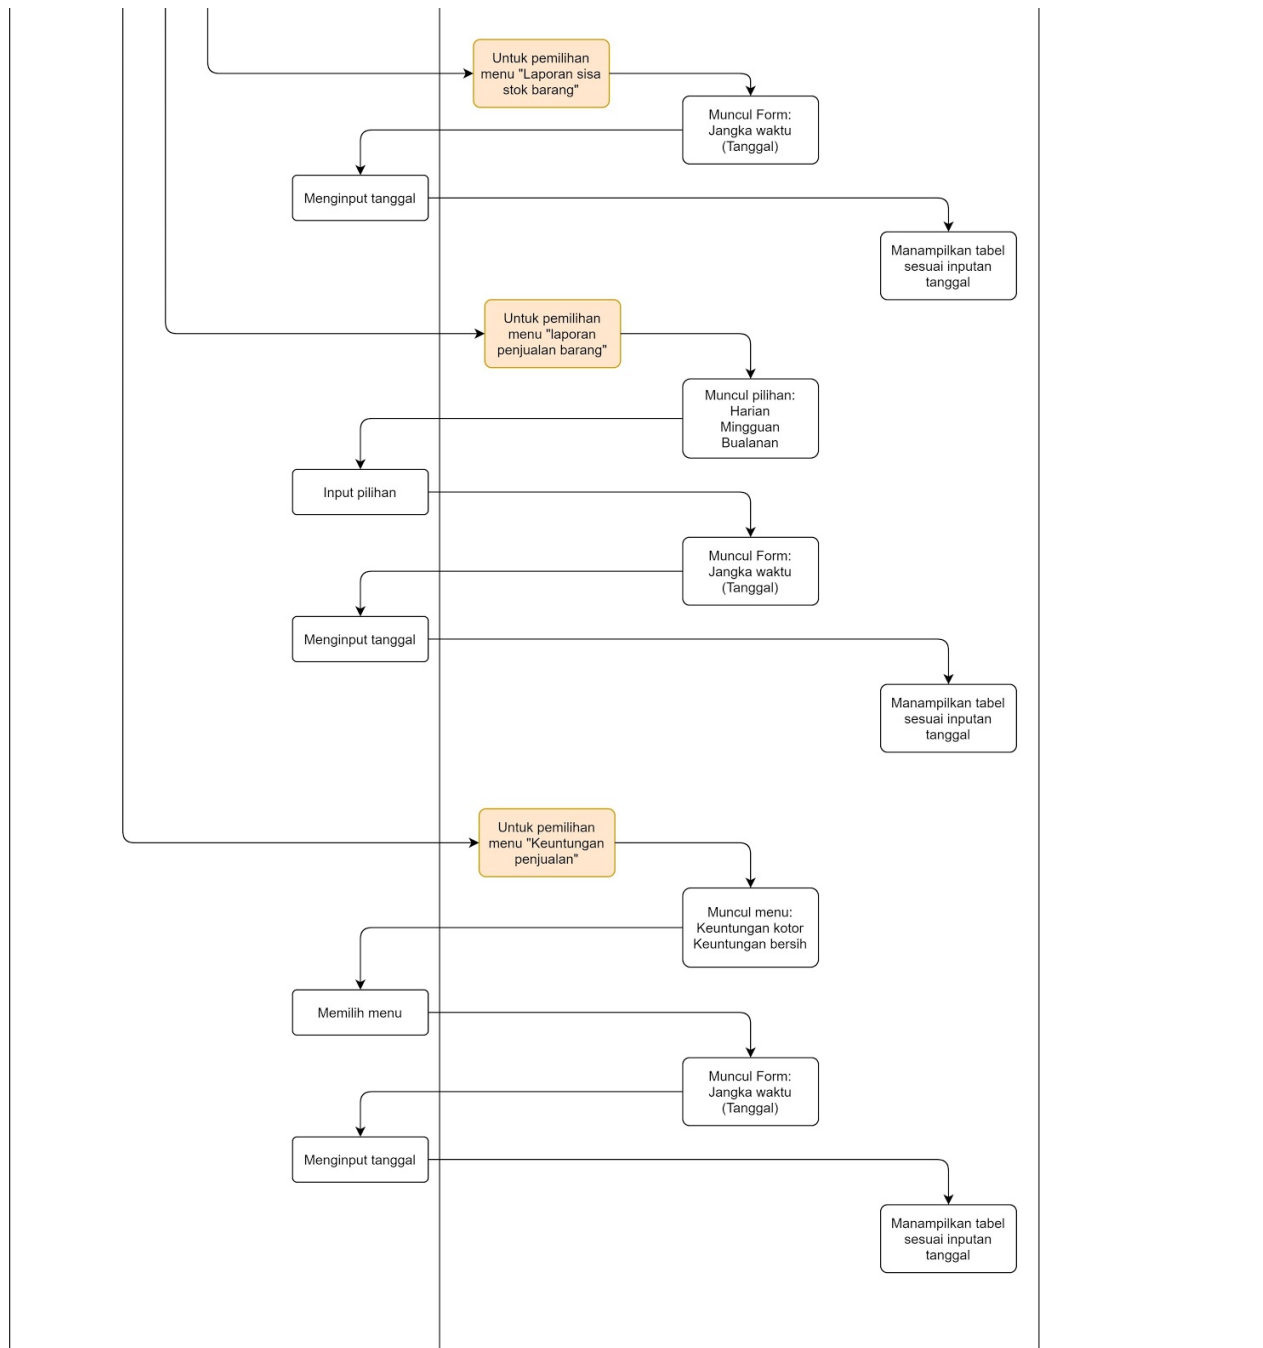 Untuk pemilihan
menu "Laporan sisa
stok barang"
Muncul Form:
Jangka waktu
(Tanggal)
Menginput tanggal
Manampilkan tabel
sesuai inputan
tanggal
Untuk pemilihan
menu "laporan
penjualan barang"
Muncul pilihan:
Harian
Mingguan
Bualanan
Input pilihan
Muncul Form:
Jangka waktu
(Tanggal)
Menginput tanggal
Manampilkan tabel
sesuai inputan
tanggal
Untuk pemilihan
menu "Keuntungan
penjualan"
Muncul menu:
Keuntungan kotor
Keuntungan bersih
Memilih menu
Muncul Form:
Jangka waktu
(Tanggal)
Menginput tanggal
Manampilkan tabel
sesuai inputan
tanggal